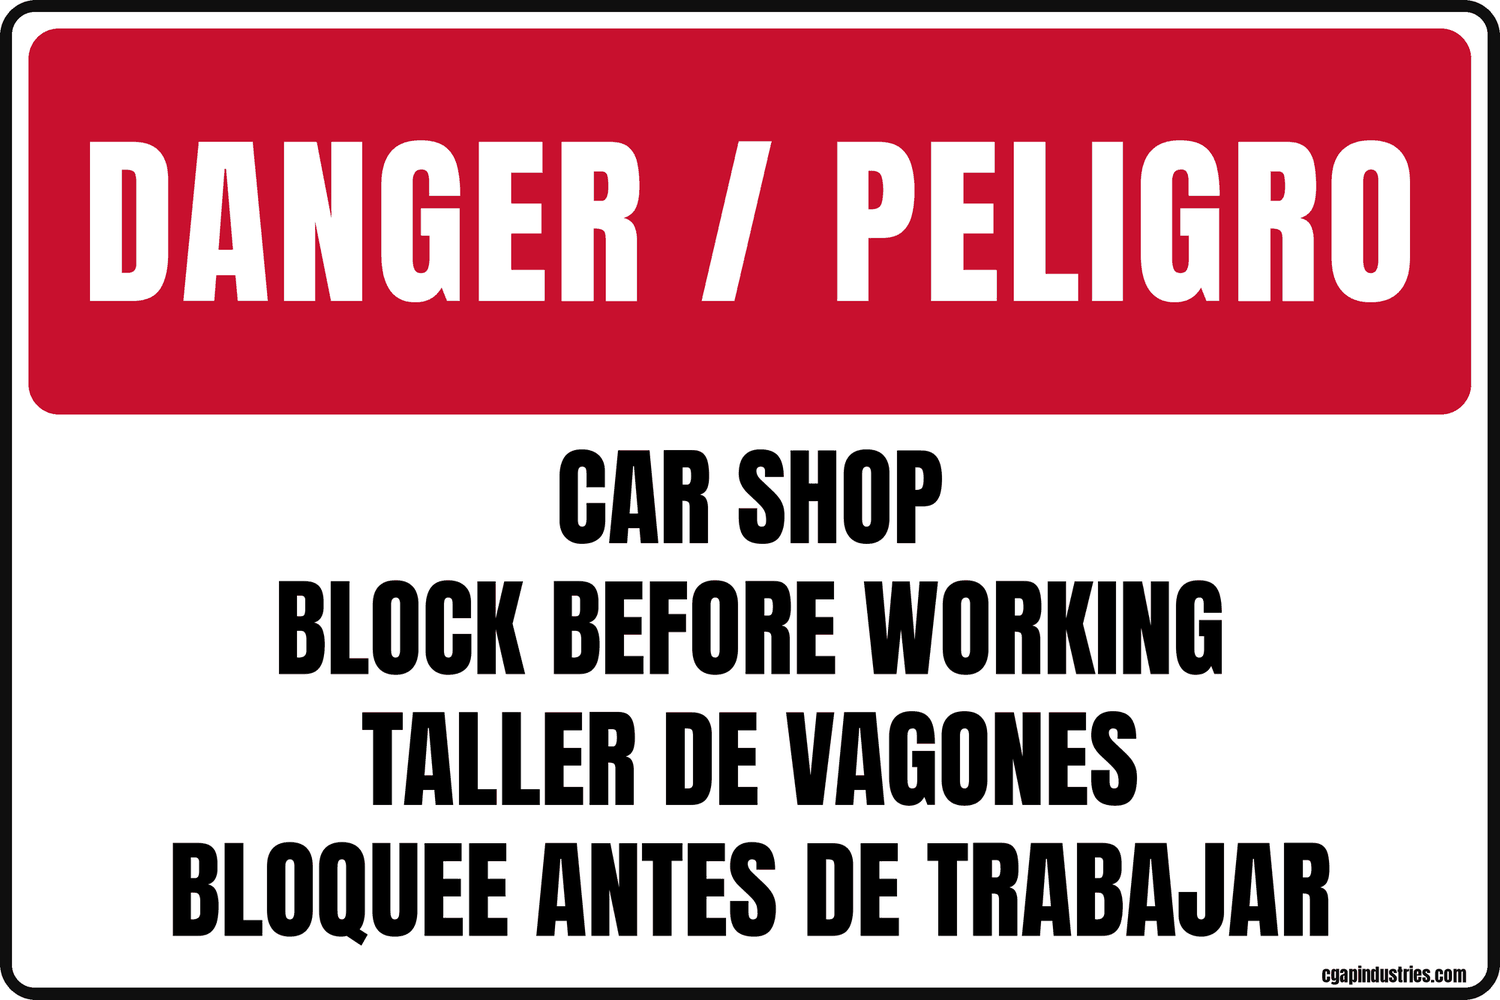 DANGER / PELIGRO
CAR SHOP
BLOCK BEFORE WORKING
TALLER DE VAGONES
BLOQUEE ANTES DE TRABAJAR
cgapindustries.com